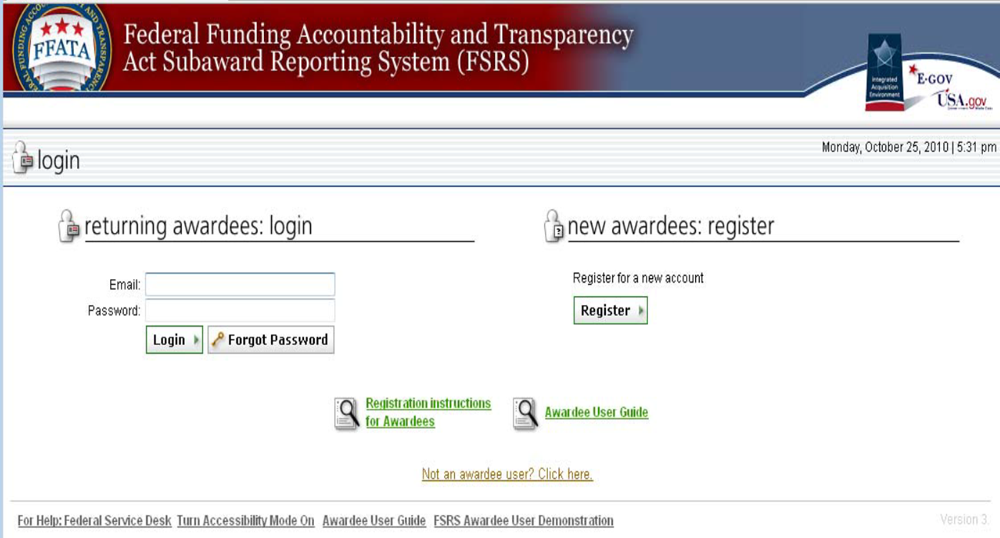 FFATA
Federal Funding Accountability and Transparency
Act Subaward Reporting System (FSRS)
Integrated
Acquisition
Environment
E-GOV
USA.gov
login
Monday, October 25, 2010 | 5:31 pm
returning awardees: login
Email:
Password:
Login
Forgot Password
new awardees: register
Register for a new account
Register
Registration instructions
for Awardees
Awardee User Guide
Not an awardee user? Click here.
For Help: Federal Service Desk Turn Accessibility Mode On Awardee User Guide FSRS Awardee User Demonstration
Version 3.